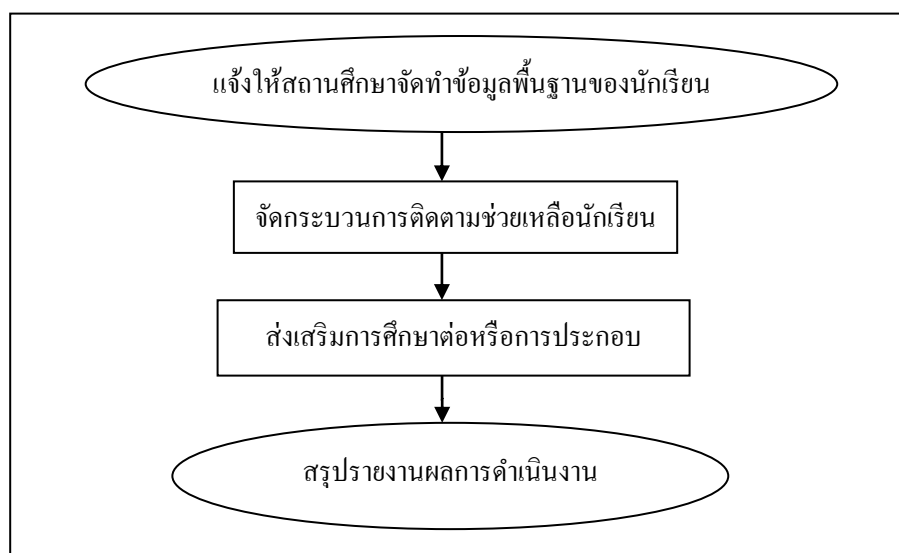 แจ้งให้สถานศึกษาจัดทำข้อมูลพื้นฐานของนักเรียน
จัดกระบวนการติดตามช่วยเหลือนักเรียน
ส่งเสริมการศึกษาต่อหรือการประกอบ
สรุปรายงานผลการดำเนินงาน